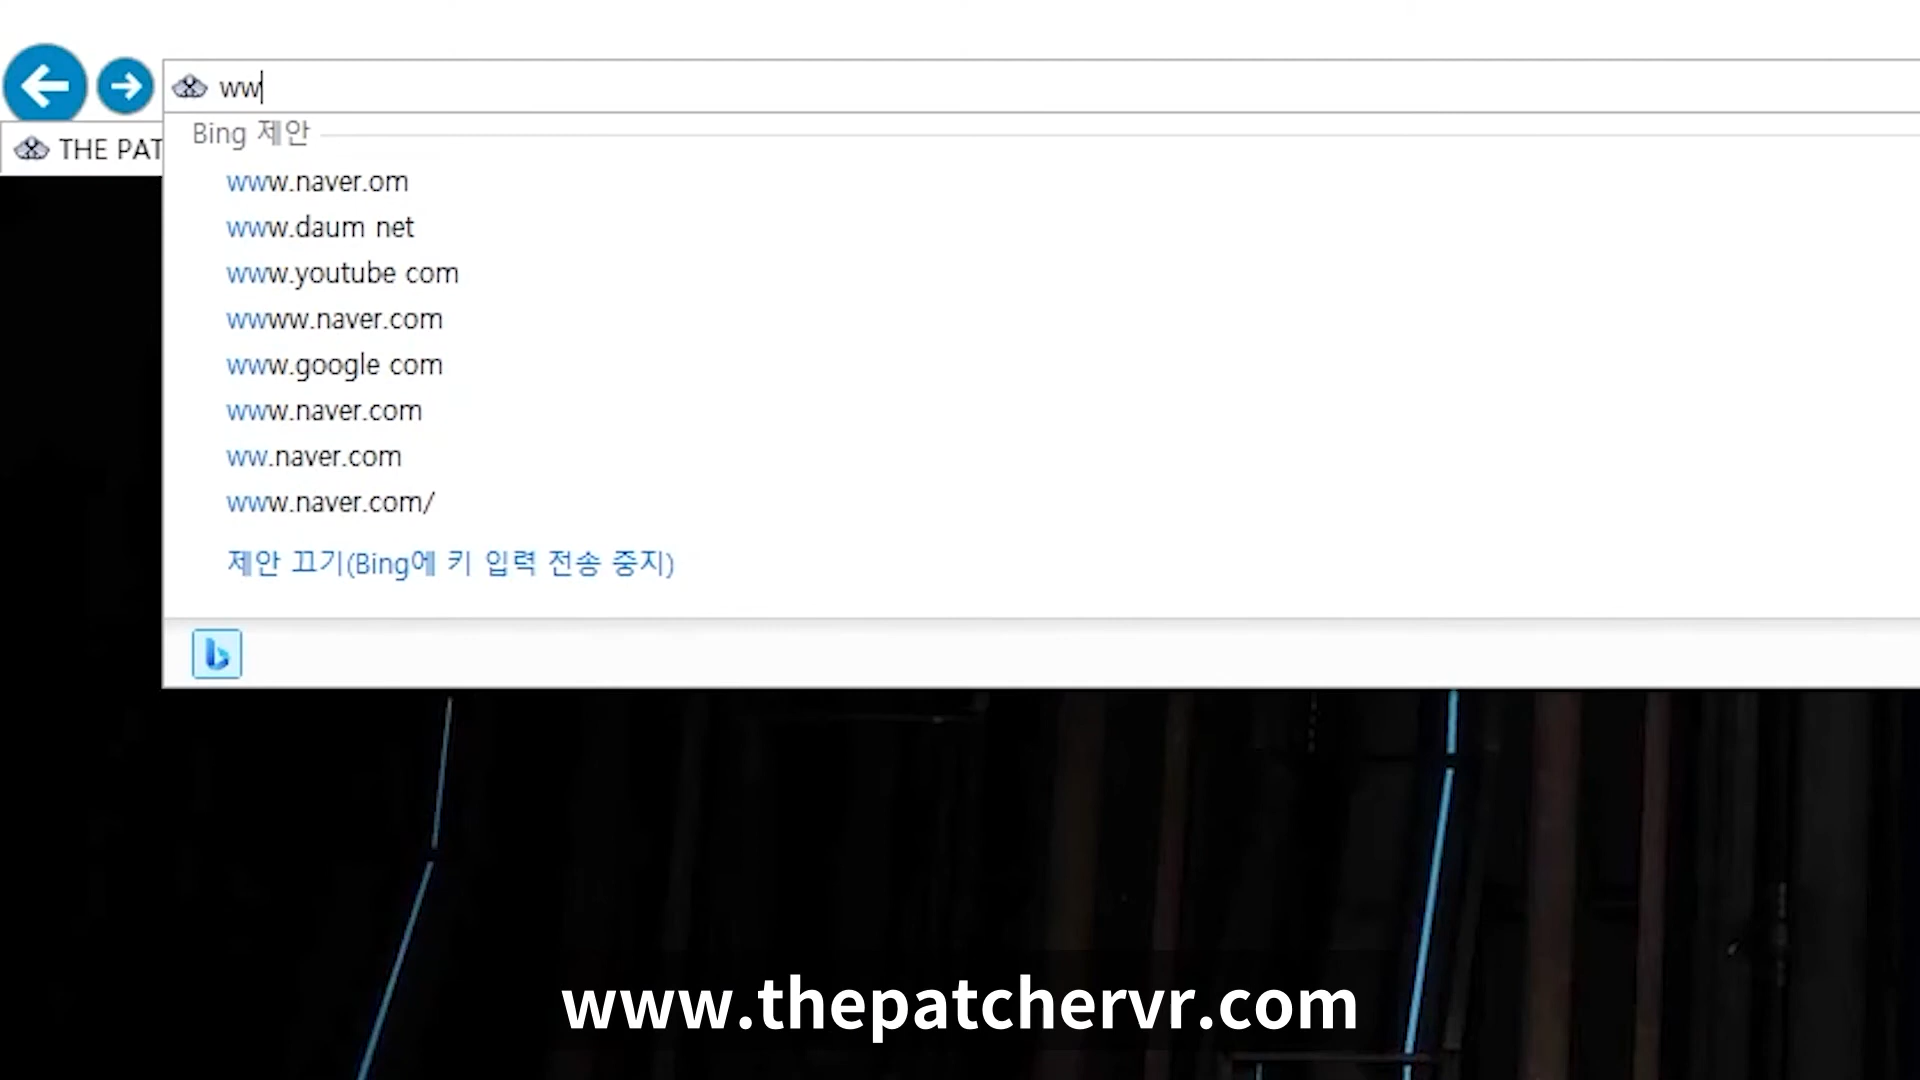 ww
THE PAT
Bing 제안
www.naver.om
www.daum net
www.youtube com
wwww.naver.com
www.google com
www.naver.com
ww.naver.com
www.naver.com/
제안 끄기(Bing에 키 입력 전송 중지)
www.thepatchervr.com